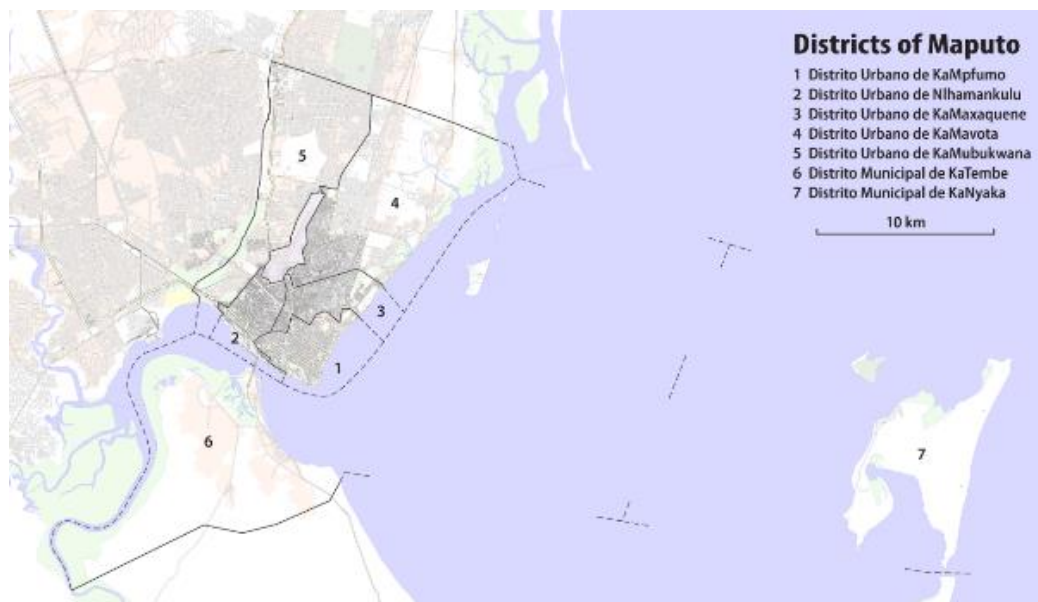 Districts of Maputo
1 Distrito Urbano de KaMpfumo
2 Distrito Urbano de Nlhamankulu
3 Distrito Urbano de KaMaxaquene
4 Distrito Urbano de KaMavota
5 Distrito Urbano de KaMubukwana
6 Distrito Municipal de KaTembe
7 Distrito Municipal de KaNyaka
10 km
5
4
3
2
1
6
7